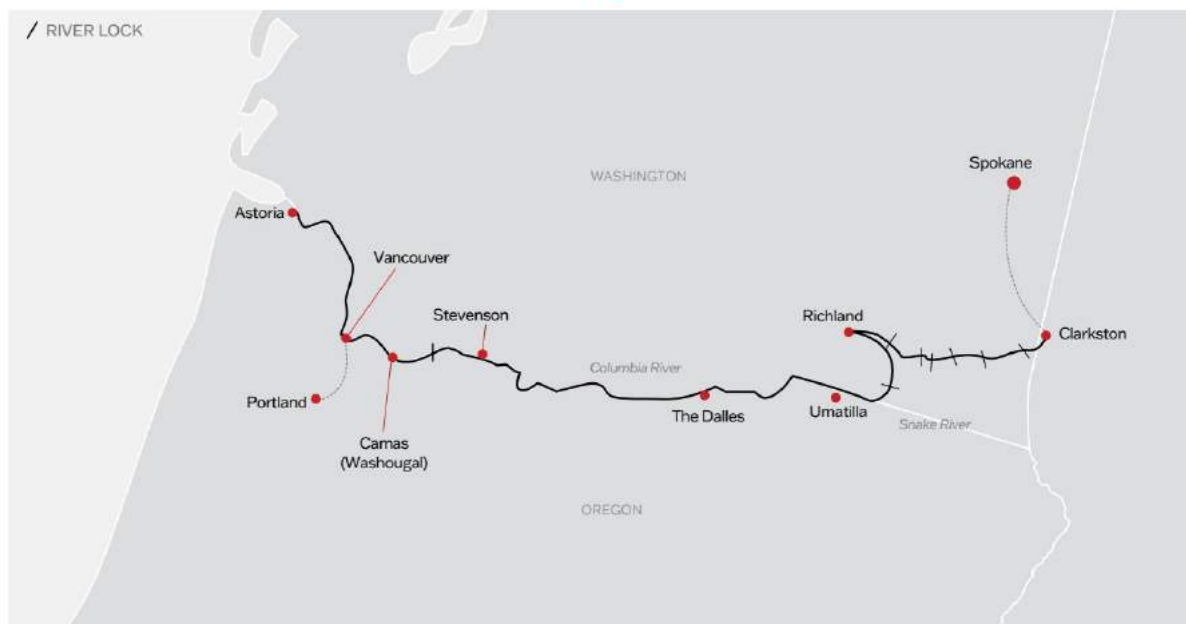 RIVER LOCK
Spokane
WASHINGTON
Astoria
Vancouver
Stevenson
Richland
Clarkston
Columbia River
Portland
The Dalles
Umatilla
Snake River
Camas
(Washougal)
OREGON